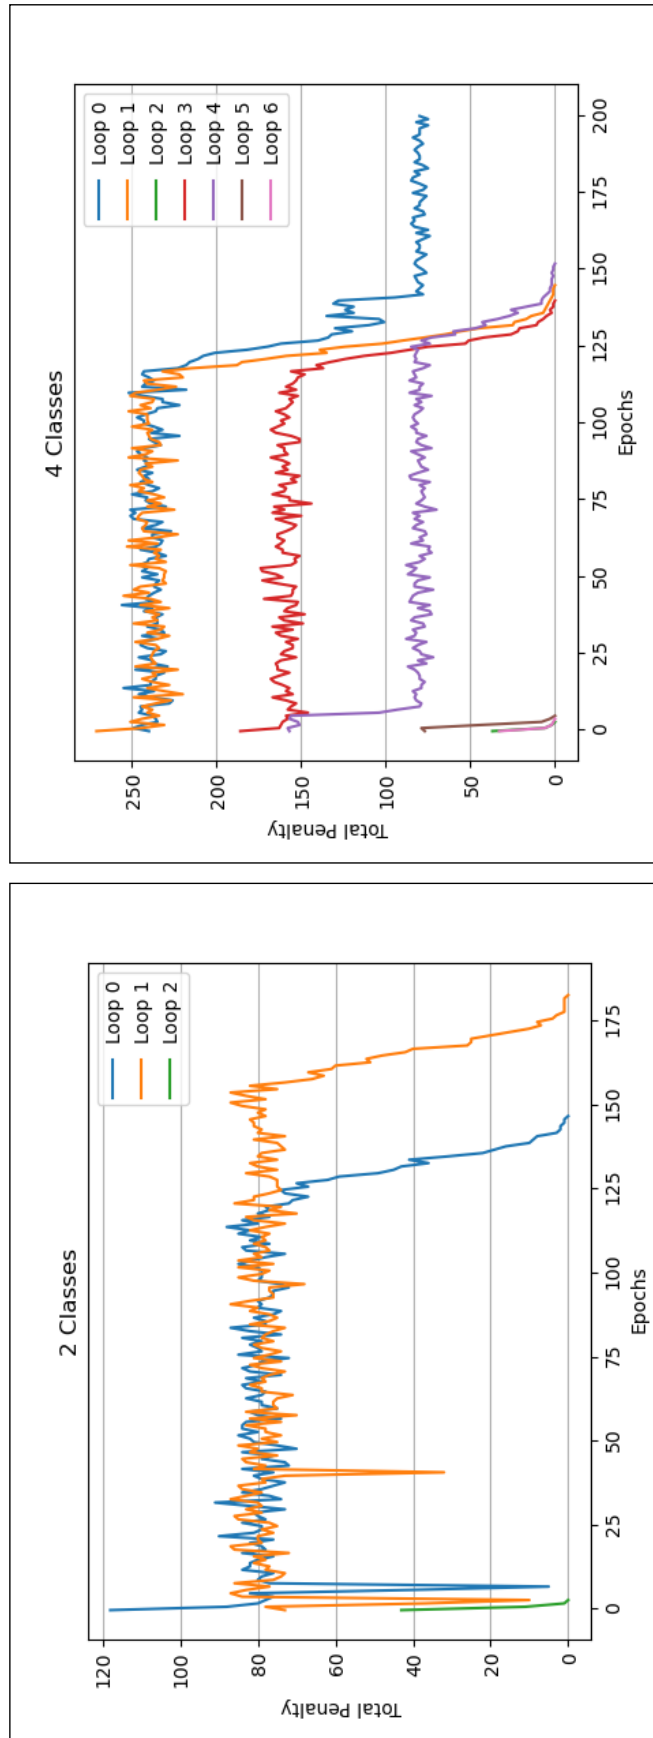 2 Classes
Total Penalty
120
100
80
60
40
20
0
0
25
50
75
100
125
150
175
Epochs
Loop 0
Loop 1
Loop 2
4 Classes
Total Penalty
250
200
150
100
50
0
0
25
50
75
100
125
150
175
200
Epochs
Loop 0
Loop 1
Loop 2
Loop 3
Loop 4
Loop 5
Loop 6